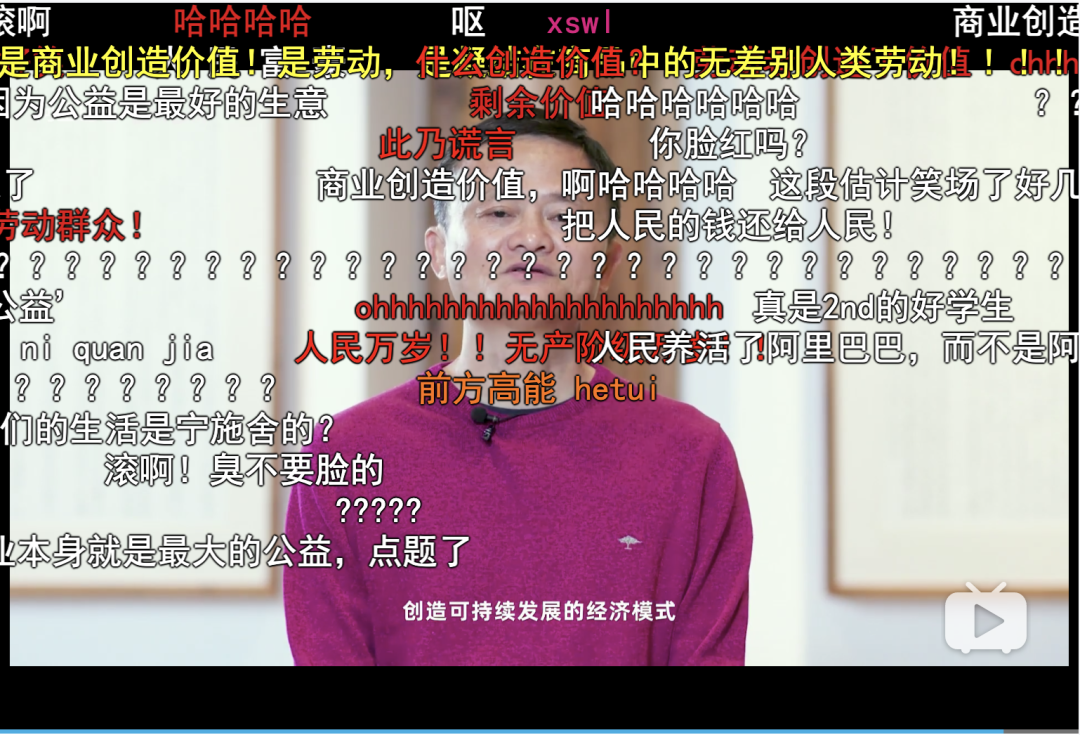 滚啊 哈哈哈哈 呕 xswl 商业创造
是商业创造价值！是劳动，是凝 中的无差别人类劳动！！！
因为公益是最好的生意 剩余价值 哈哈哈哈哈哈 ？？
此乃谎言 你脸红吗？
了 商业创造价值，啊哈哈哈哈 这段估计笑场了好几
劳动群众！ 把人民的钱还给人民！
？？？？？？？？？？？？？？？？？？？？？？？？？？？？？？？
公益’ ohhhhhhhhhhhhhhhhhhhhhh 真是2nd的好学生
ni quan jia 人民万岁！！无产阶 人民养活了阿里巴巴，而不是阿
？？？？？？？？ 前方高能 hetui
们的生活是宁施舍的？
滚啊！臭不要脸的
?????
业本身就是最大的公益，点题了
创造可持续发展的经济模式